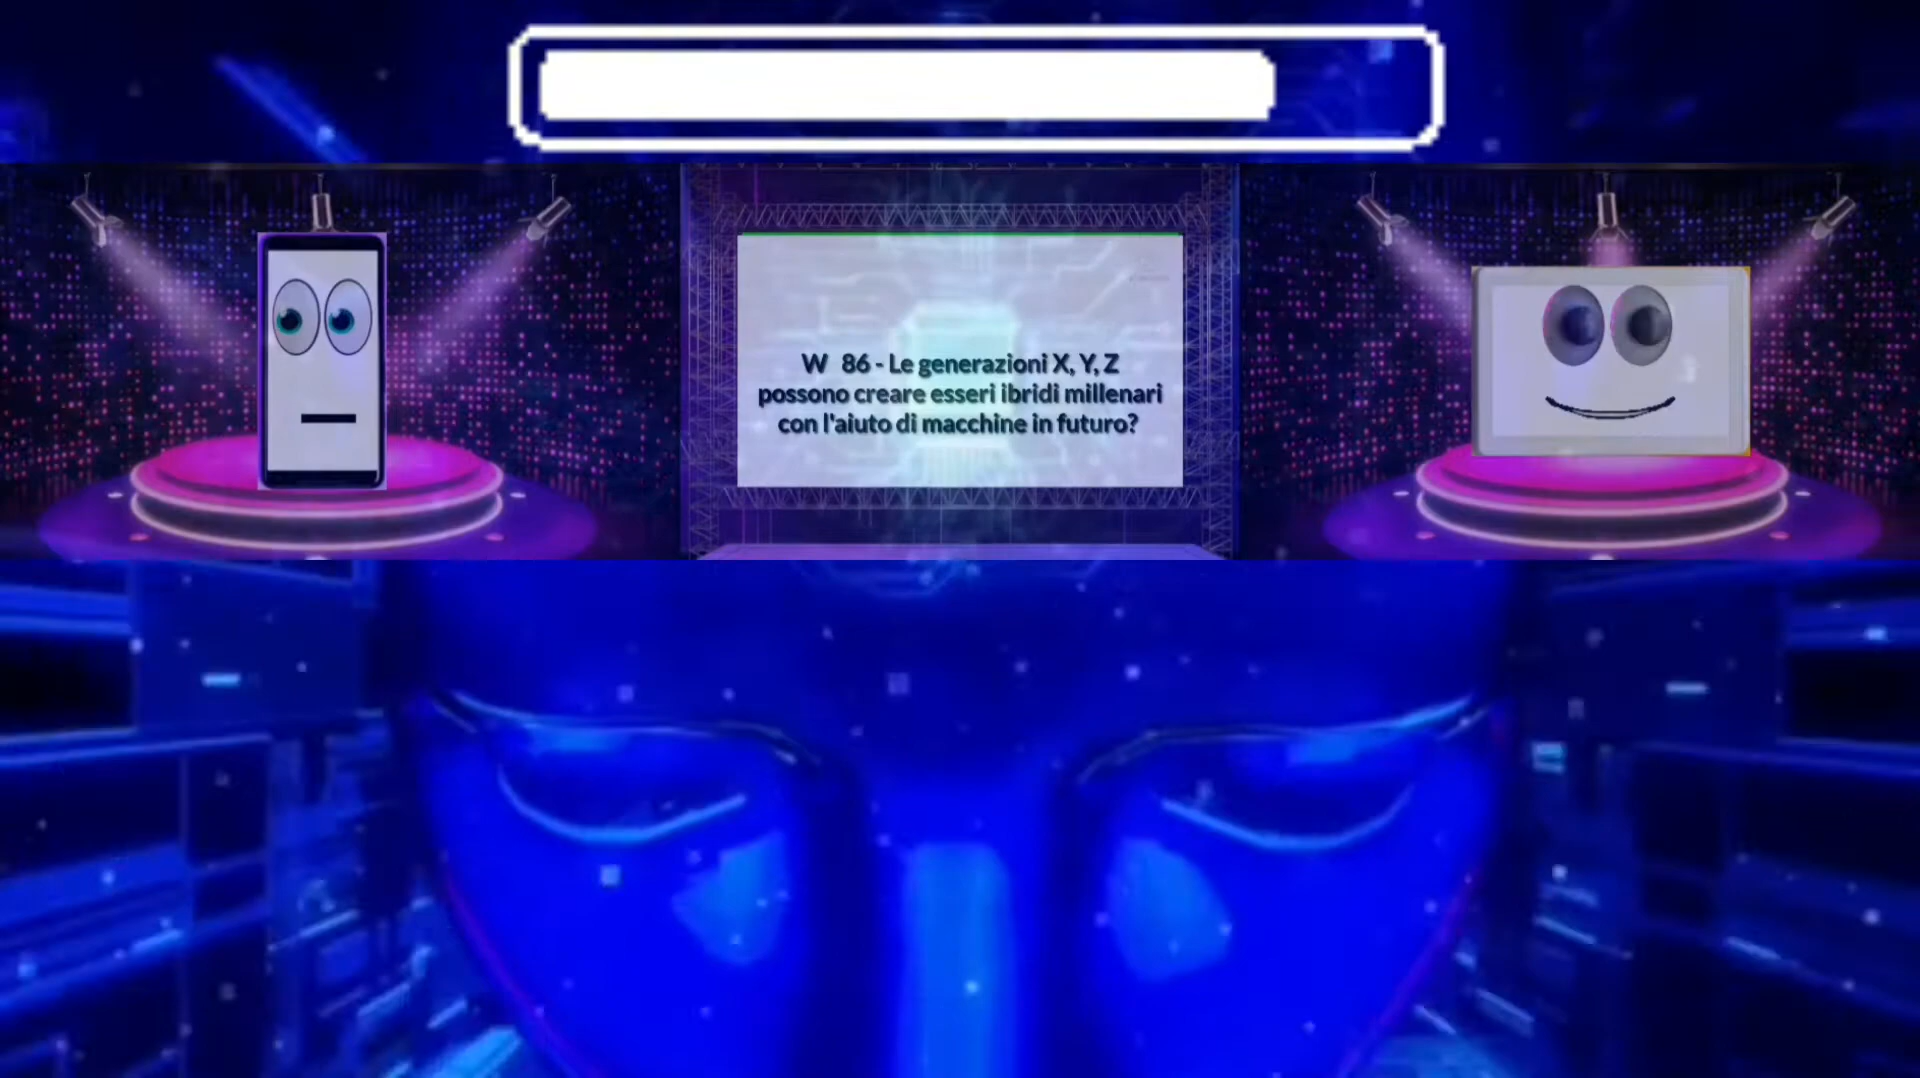 W 86 - Le generazioni X, Y, Z
possono creare esseri ibridi millenari
con l'aiuto di macchine in futuro?